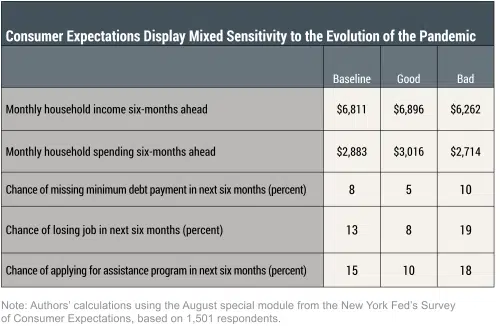 Consumer Expectations Display Mixed Sensitivity to the Evolution of the Pandemic
Baseline Good Bad
Monthly household income six-months ahead $6,811 $6,896 $6,262
Monthly household spending six-months ahead $2,883 $3,016 $2,714
Chance of missing minimum debt payment in next six months (percent) 8 5 10
Chance of losing job in next six months (percent) 13 8 19
Chance of applying for assistance program in next six months (percent) 15 10 18
Note: Authors' calculations using the August special module from the New York Fed's Survey
of Consumer Expectations, based on 1,501 respondents.